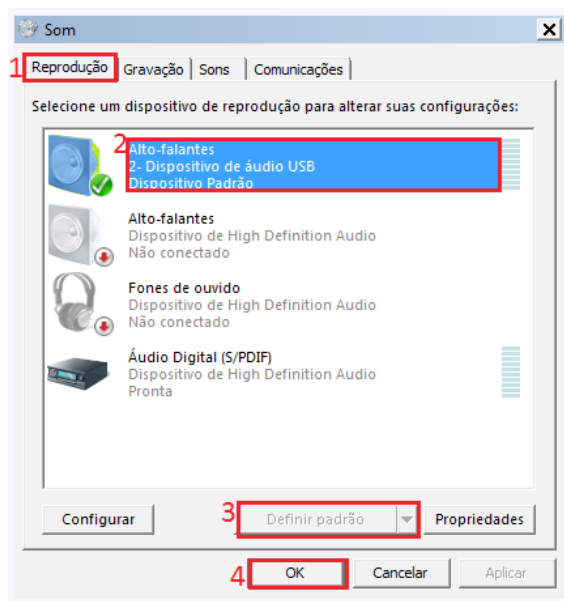 Som
1 Reprodução Gravação Sons Comunicações
Selecione um dispositivo de reprodução para alterar suas configurações:
2 Alto-falantes
2- Dispositivo de áudio USB
Dispositivo Padrão
Alto-falantes
Dispositivo de High Definition Audio
Não conectado
Fones de ouvido
Dispositivo de High Definition Audio
Não conectado
Áudio Digital (S/PDIF)
Dispositivo de High Definition Audio
Pronta
Configurar 3 Definir padrão Propriedades
4 OK Cancelar Aplicar